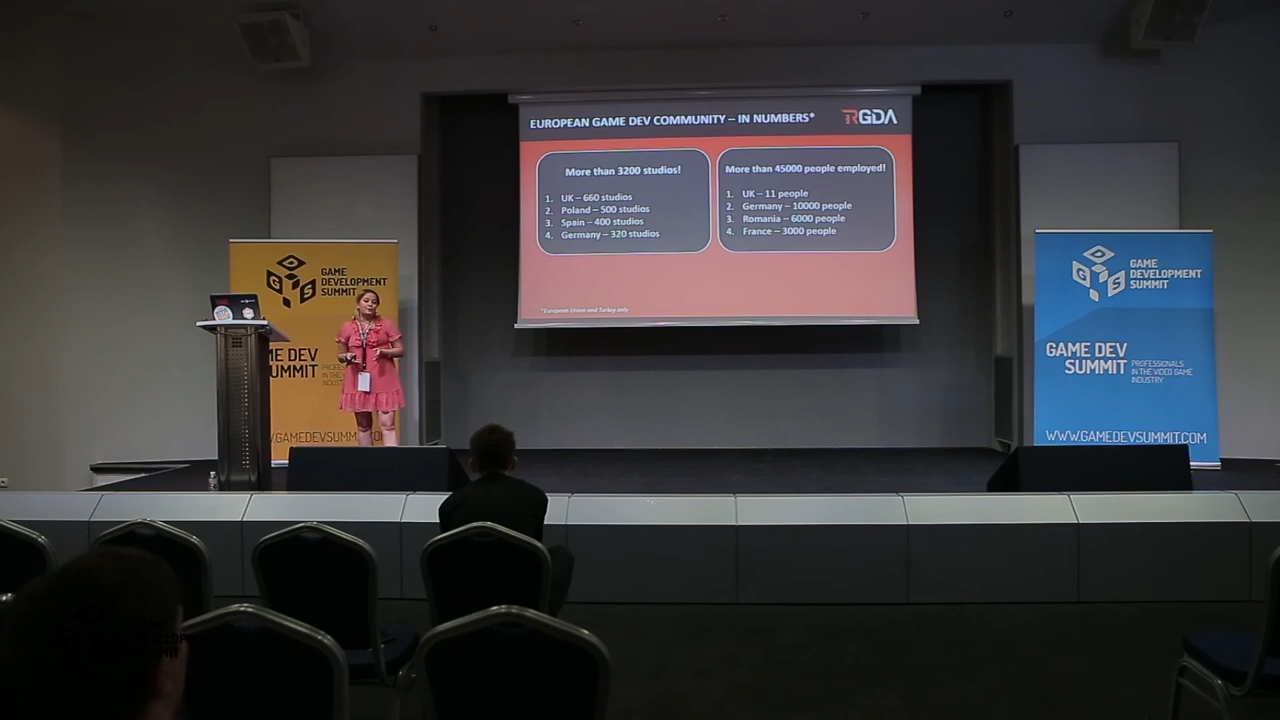 EUROPEAN GAME DEV COMMUNITY – IN NUMBERS*
RGDA
More than 3200 studios!
1. UK – 660 studios
2. Poland – 500 studios
3. Spain – 400 studios
4. Germany – 320 studios
More than 45000 people employed!
1. UK – 11 people
2. Germany – 10000 people
3. Romania – 6000 people
4. France – 3000 people
*European Union and Turkey only
G D S
GAME
DEVELOPMENT
SUMMIT
ME DEV
UMMIT
WWW.GAMEDEVSUMM
G D S
GAME
DEVELOPMENT
SUMMIT
GAME DEV
SUMMIT
PROFESSIONALS
IN THE VIDEO GAME
INDUSTRY
WWW.GAMEDEVSUMMIT.COM